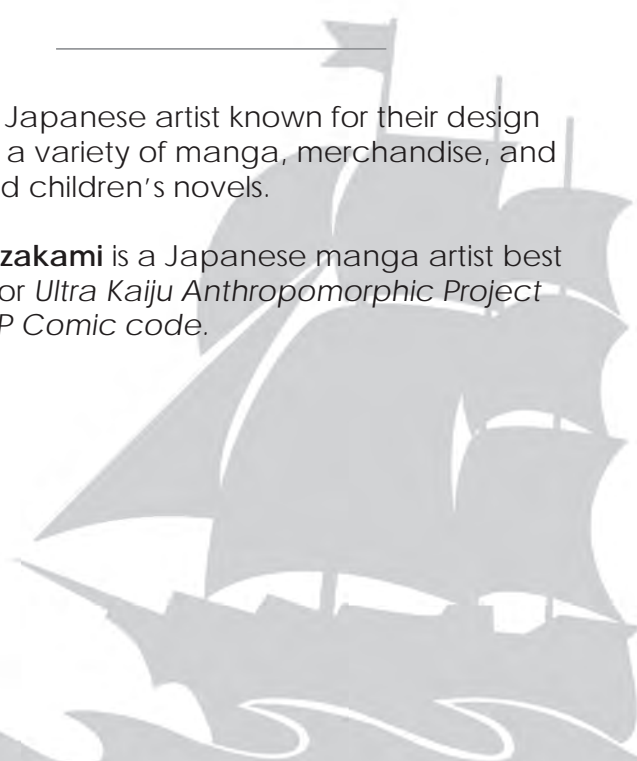 Japanese artist known for their design
a variety of manga, merchandise, and
d children's novels.
zakami is a Japanese manga artist best
or Ultra Kaiju Anthropomorphic Project
P Comic code.